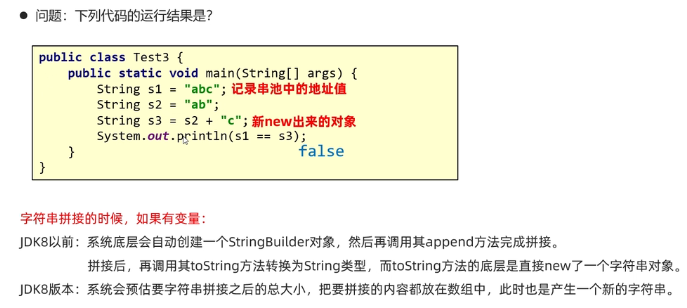 ● 问题：下列代码的运行结果是？
public class Test3 {
public static void main(String[] args) {
String s1 = "abc"; 记录串池中的地址值
String s2 = "ab";
String s3 = s2 + "c"; 新new出来的对象
System.out.println(s1 == s3);
} false
}
字符串拼接的时候，如果有变量：
JDK8以前：系统底层会自动创建一个StringBuilder对象，然后再调用其append方法完成拼接。
拼接后，再调用其toString方法转换为String类型，而toString方法的底层是直接new了一个字符串对象。
JDK8版本：系统会预估要字符串拼接之后的总大小，把要拼接的内容都放在数组中，此时也是产生一个新的字符串。